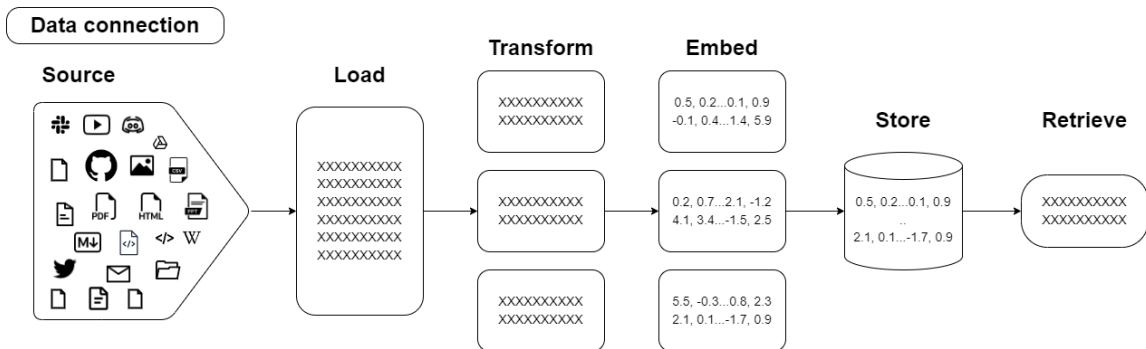 Data connection
Source
Load
Transform
Embed
Store
Retrieve
CSV
PDF
HTML
PPT
M
</>
</>
W
XXXXXXXXXX
XXXXXXXXXX
XXXXXXXXXX
XXXXXXXXXX
XXXXXXXXXX
XXXXXXXXXX
XXXXXXXXXX
XXXXXXXXXX
XXXXXXXXXX
0.5, 0.2...0.1, 0.9
-0.1, 0.4...1.4, 5.9
XXXXXXXXXX
XXXXXXXXXX
0.2, 0.7...2.1, -1.2
4.1, 3.4...-1.5, 2.5
XXXXXXXXXX
XXXXXXXXXX
5.5, -0.3...0.8, 2.3
2.1, 0.1...-1.7, 0.9
0.5, 0.2...0.1, 0.9
..
2.1, 0.1...-1.7, 0.9
XXXXXXXXXX
XXXXXXXXXX